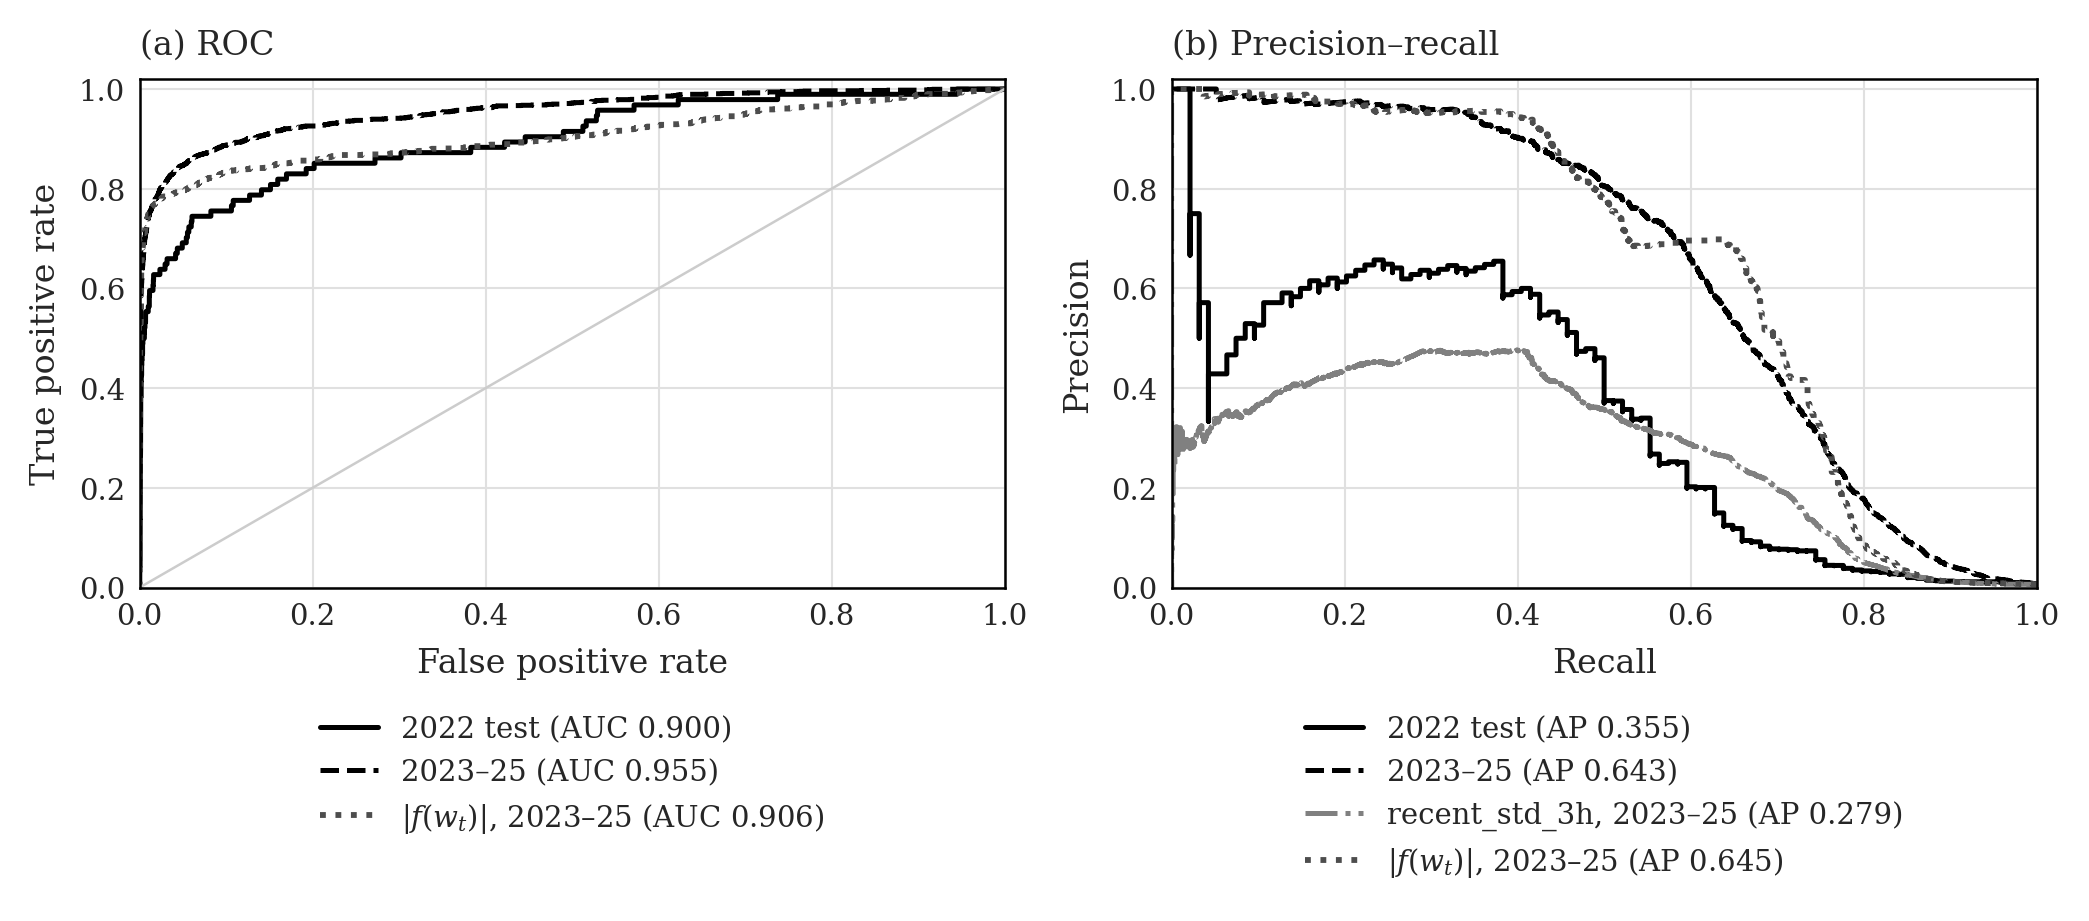 (a) ROC
True positive rate
1.0
0.8
0.6
0.4
0.2
0.0
0.0 0.2 0.4 0.6 0.8 1.0
False positive rate
2022 test (AUC 0.900)
2023–25 (AUC 0.955)
|f(wₜ)|, 2023–25 (AUC 0.906)
(b) Precision–recall
Precision
1.0
0.8
0.6
0.4
0.2
0.0
0.0 0.2 0.4 0.6 0.8 1.0
Recall
2022 test (AP 0.355)
2023–25 (AP 0.643)
recent_std_3h, 2023–25 (AP 0.279)
|f(wₜ)|, 2023–25 (AP 0.645)